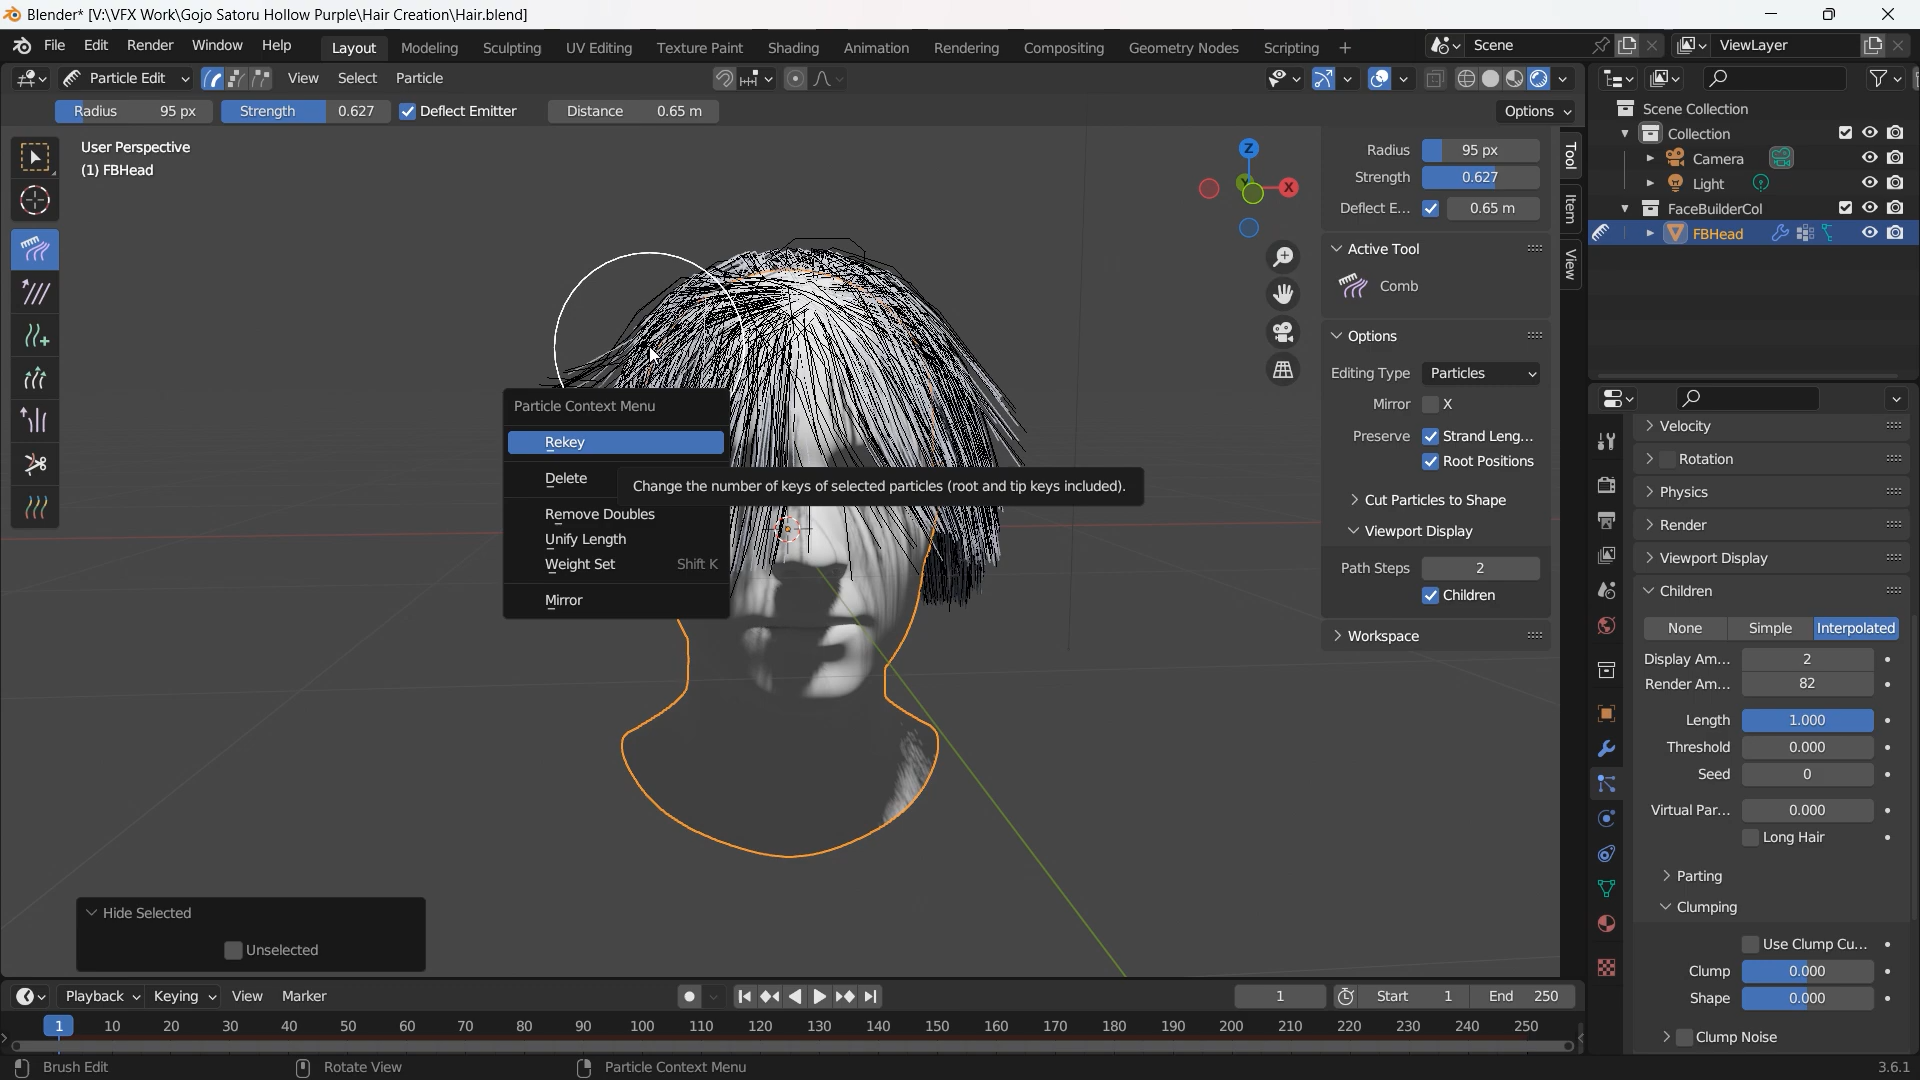 Blender* [V:\VFX Work\Gojo Satoru Hollow Purple\Hair Creation\Hair.blend]
File Edit Render Window Help Layout Modeling Sculpting UV Editing Texture Paint Shading Animation Rendering Compositing Geometry Nodes Scripting + Scene ViewLayer
Particle Edit View Select Particle
Radius 95 px Strength 0.627 Deflect Emitter Distance 0.65 m Options
User Perspective
(1) FBHead
Z
X
Y
Particle Context Menu
Rekey
Delete
Change the number of keys of selected particles (root and tip keys included).
Remove Doubles
Unify Length
Weight Set Shift K
Mirror
Hide Selected
Unselected
Radius 95 px
Strength 0.627
Deflect E... 0.65 m
Active Tool
Comb
Options
Editing Type Particles
Mirror X
Preserve Strand Leng...
Root Positions
Cut Particles to Shape
Viewport Display
Path Steps 2
Children
Workspace
Tool
Item
View
Scene Collection
Collection
Camera
Light
FaceBuilderCol
FBHead
Velocity
Rotation
Physics
Render
Viewport Display
Children
None Simple Interpolated
Display Am... 2
Render Am... 82
Length 1.000
Threshold 0.000
Seed 0
Virtual Par... 0.000
Long Hair
Parting
Clumping
Use Clump Cu...
Clump 0.000
Shape 0.000
Clump Noise
Playback Keying View Marker 1 Start 1 End 250
1 10 20 30 40 50 60 70 80 90 100 110 120 130 140 150 160 170 180 190 200 210 220 230 240 250
Brush Edit Rotate View Particle Context Menu 3.6.1